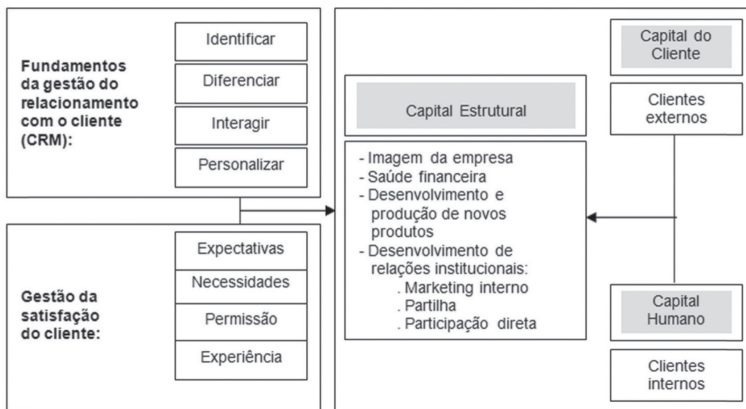 Fundamentos
da gestão do
relacionamento
com o cliente
(CRM):
Identificar
Diferenciar
Interagir
Personalizar
Gestão da
satisfação
do cliente:
Expectativas
Necessidades
Permissão
Experiência
Capital Estrutural
- Imagem da empresa
- Saúde financeira
- Desenvolvimento e
produção de novos
produtos
- Desenvolvimento de
relações institucionais:
. Marketing interno
. Partilha
. Participação direta
Capital do
Cliente
Clientes
externos
Capital
Humano
Clientes
internos